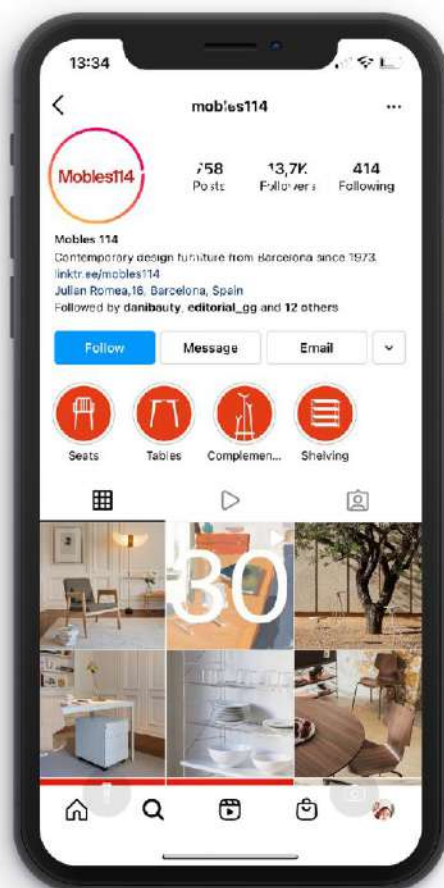 13:34
mobles114
Mobles114
758 13,7K 414
Posts Followers Following
Mobles 114
Contemporary design furniture from Barcelona since 1973.
linktr.ee/mobles114
Julian Romea,16, Barcelona, Spain
Followed by danibauty, editorial_gg and 12 others
Follow Message Email
Seats Tables Complemen... Shelving
30